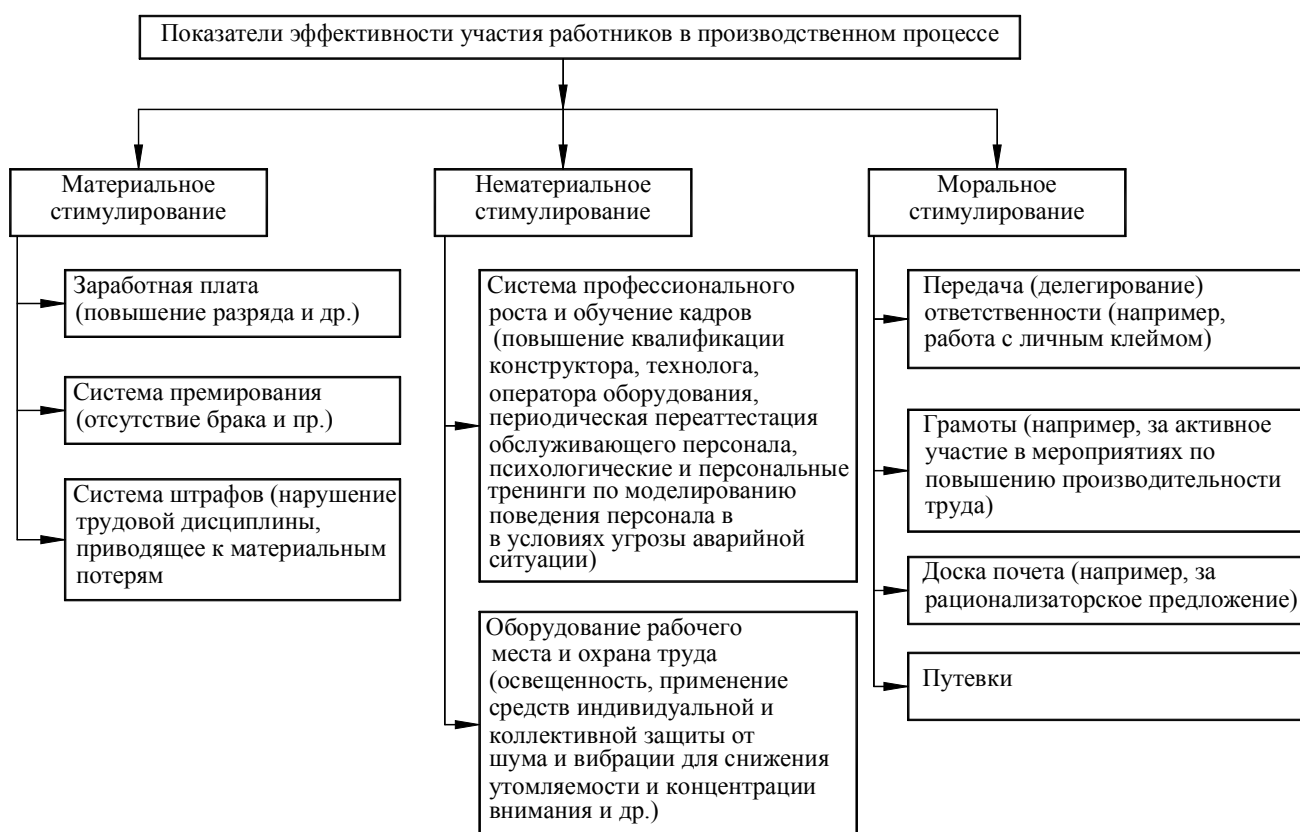 Показатели эффективности участия работников в производственном процессе
Материальное
стимулирование
Заработная плата
(повышение разряда и др.)
Система премирования
(отсутствие брака и пр.)
Система штрафов (нарушение
трудовой дисциплины,
приводящее к материальным
потерям
Нематериальное
стимулирование
Система профессионального
роста и обучение кадров
(повышение квалификации
конструктора, технолога,
оператора оборудования,
периодическая переаттестация
обслуживающего персонала,
психологические и персональные
тренинги по моделированию
поведения персонала в
в условиях угрозы аварийной
ситуации)
Оборудование рабочего
места и охрана труда
(освещенность, применение
средств индивидуальной и
коллективной защиты от
шума и вибрации для снижения
утомляемости и концентрации
внимания и др.)
Моральное
стимулирование
Передача (делегирование)
ответственности (например,
работа с личным клеймом)
Грамоты (например, за активное
участие в мероприятиях по
повышению производительности
труда)
Доска почета (например, за
рационализаторское предложение)
Путевки